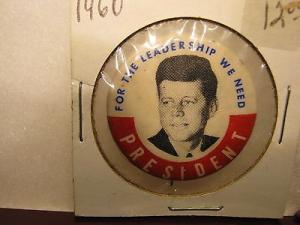 1960
FOR THE LEADERSHIP WE NEED
PRESIDENT